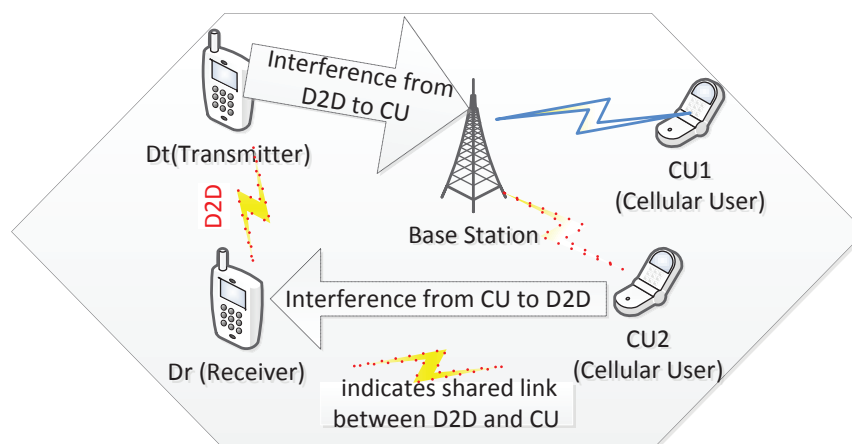 Interference from
D2D to CU
Dt(Transmitter)
CU1
(Cellular User)
D2D
Base Station
Interference from CU to D2D
CU2
(Cellular User)
Dr (Receiver)
indicates shared link
between D2D and CU